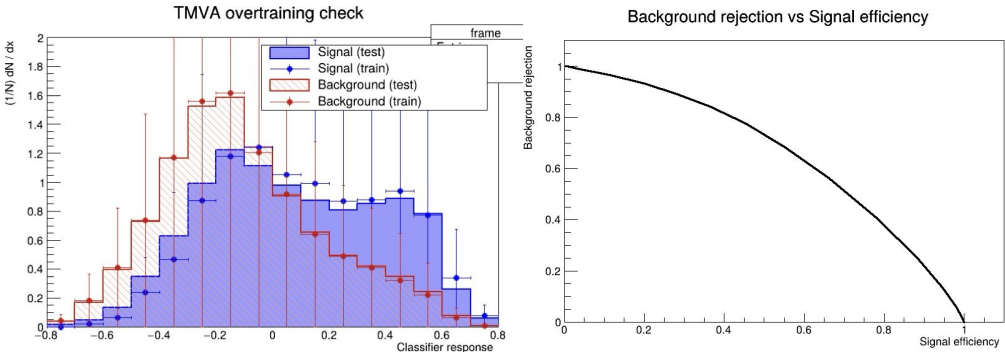 TMVA overtraining check
(1/N) dN / dx
frame
Signal (test)
Signal (train)
Background (test)
Background (train)
2
1.8
1.6
1.4
1.2
1
0.8
0.6
0.4
0.2
0
−0.8 −0.6 −0.4 −0.2 0 0.2 0.4 0.6 0.8
Classifier response
Background rejection vs Signal efficiency
Background rejection
1
0.8
0.6
0.4
0.2
0
0 0.2 0.4 0.6 0.8 1
Signal efficiency